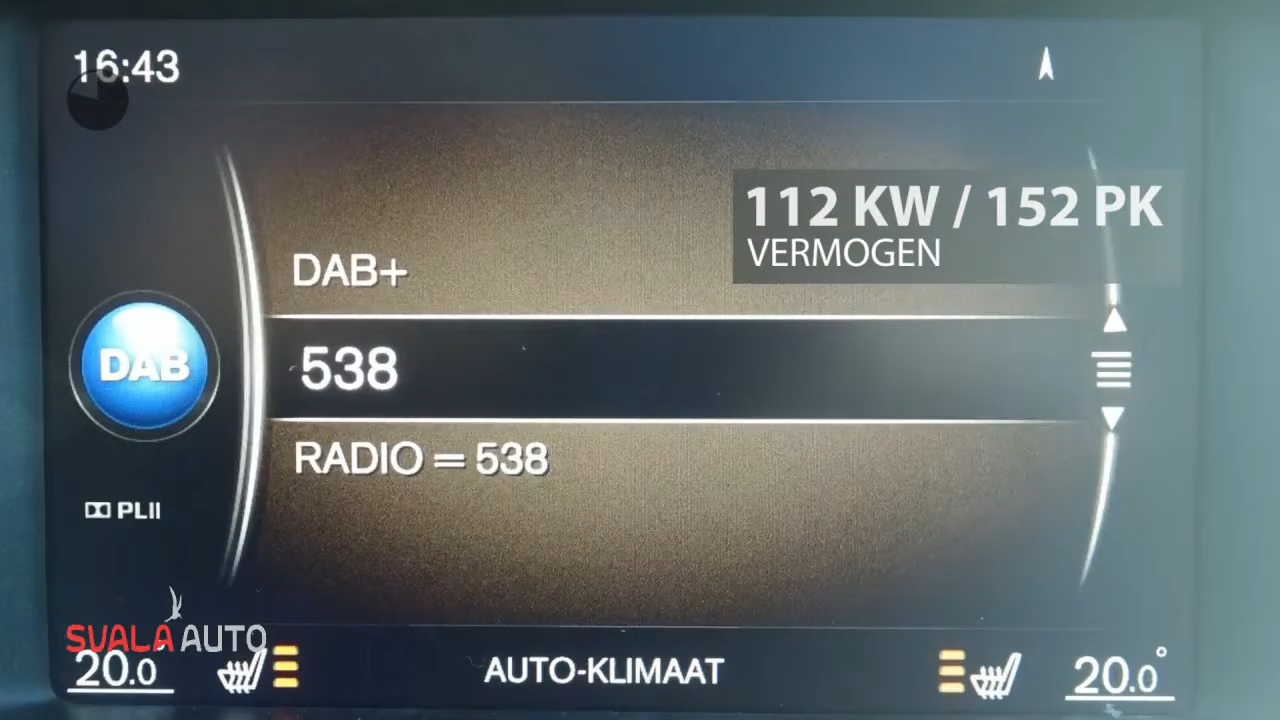 16:43
112 KW / 152 PK
VERMOGEN
DAB+
DAB
538
RADIO = 538
PLII
SVALA AUTO
20.0°
AUTO-KLIMAAT
20.0°